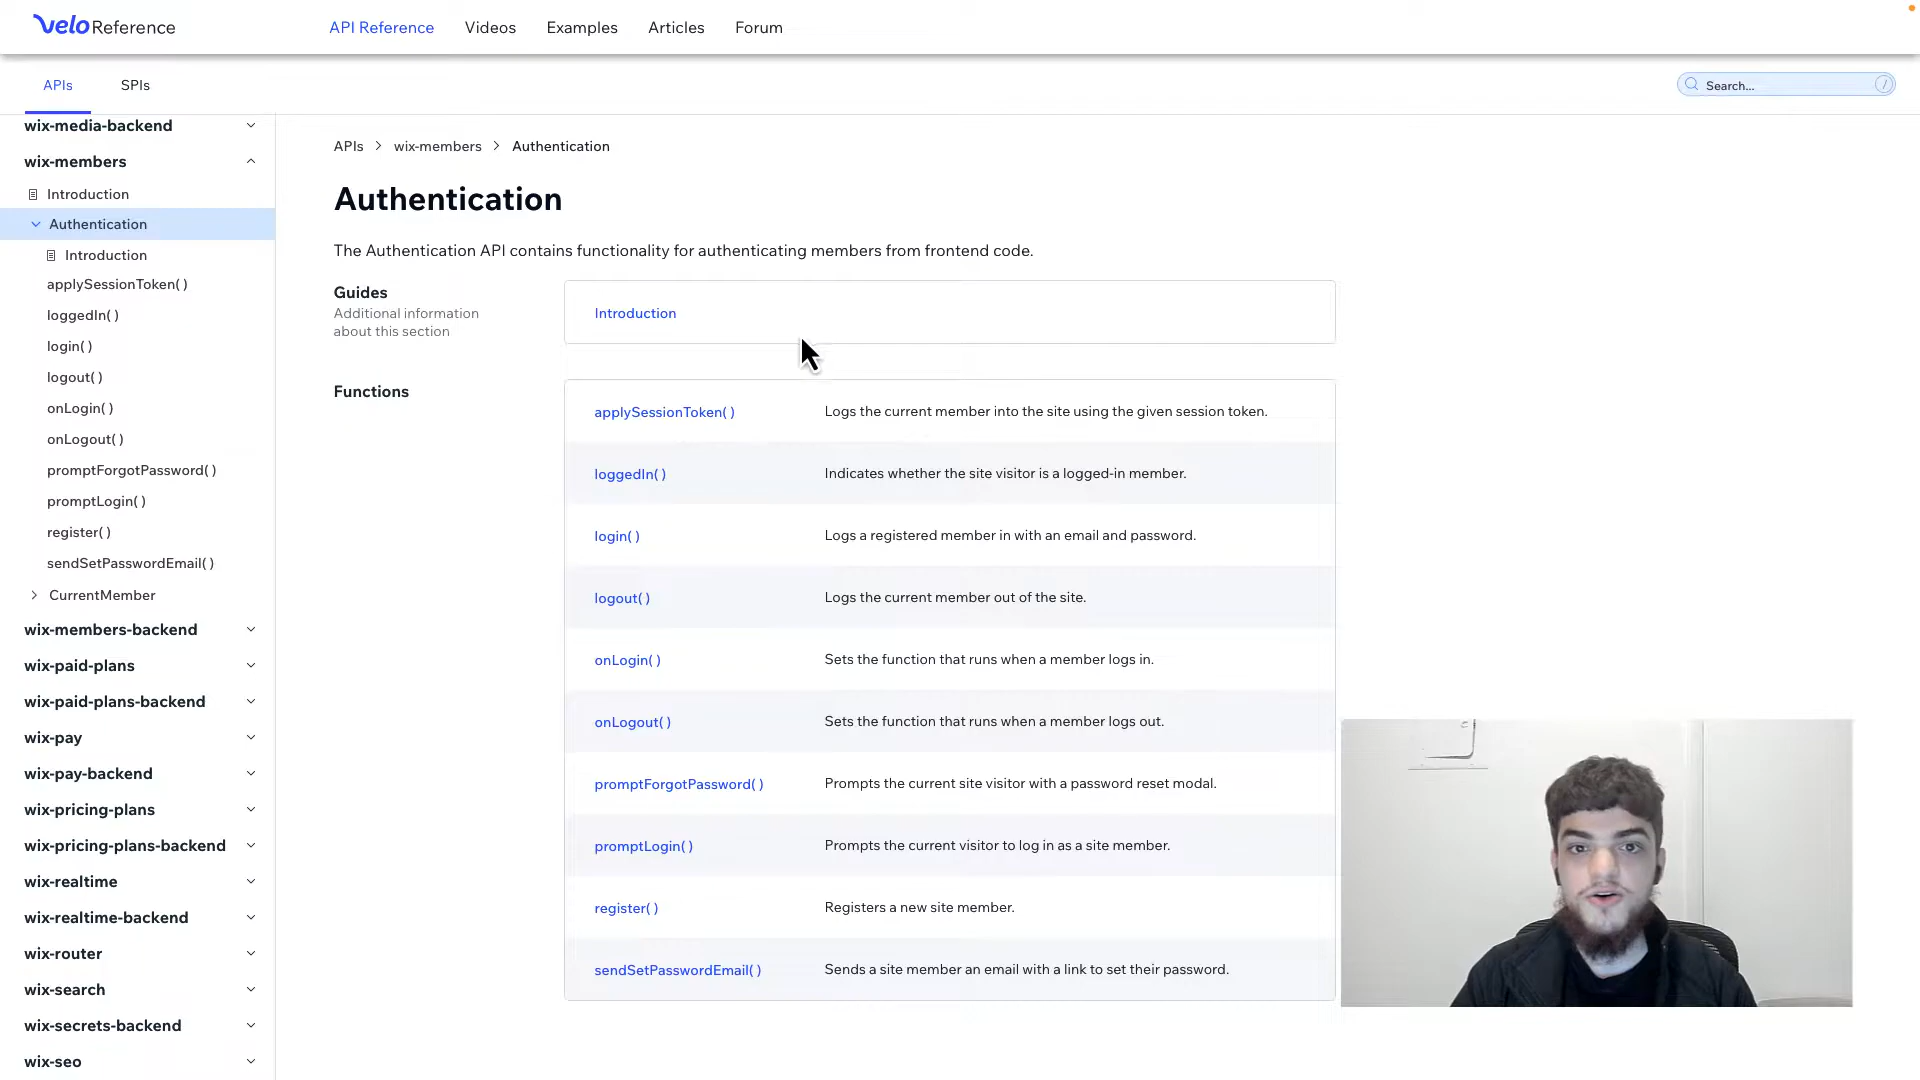 velo Reference
API Reference
Videos
Examples
Articles
Forum
APIs
SPIs
Search...
/
wix-media-backend
wix-members
Introduction
Authentication
Introduction
applySessionToken( )
loggedIn( )
login( )
logout( )
onLogin( )
onLogout( )
promptForgotPassword( )
promptLogin( )
register( )
sendSetPasswordEmail( )
CurrentMember
wix-members-backend
wix-paid-plans
wix-paid-plans-backend
wix-pay
wix-pay-backend
wix-pricing-plans
wix-pricing-plans-backend
wix-realtime
wix-realtime-backend
wix-router
wix-search
wix-secrets-backend
wix-seo
APIs > wix-members > Authentication
Authentication
The Authentication API contains functionality for authenticating members from frontend code.
Guides
Additional information
about this section
Introduction
Functions
applySessionToken( ) Logs the current member into the site using the given session token.
loggedIn( ) Indicates whether the site visitor is a logged-in member.
login( ) Logs a registered member in with an email and password.
logout( ) Logs the current member out of the site.
onLogin( ) Sets the function that runs when a member logs in.
onLogout( ) Sets the function that runs when a member logs out.
promptForgotPassword( ) Prompts the current site visitor with a password reset modal.
promptLogin( ) Prompts the current visitor to log in as a site member.
register( ) Registers a new site member.
sendSetPasswordEmail( ) Sends a site member an email with a link to set their password.